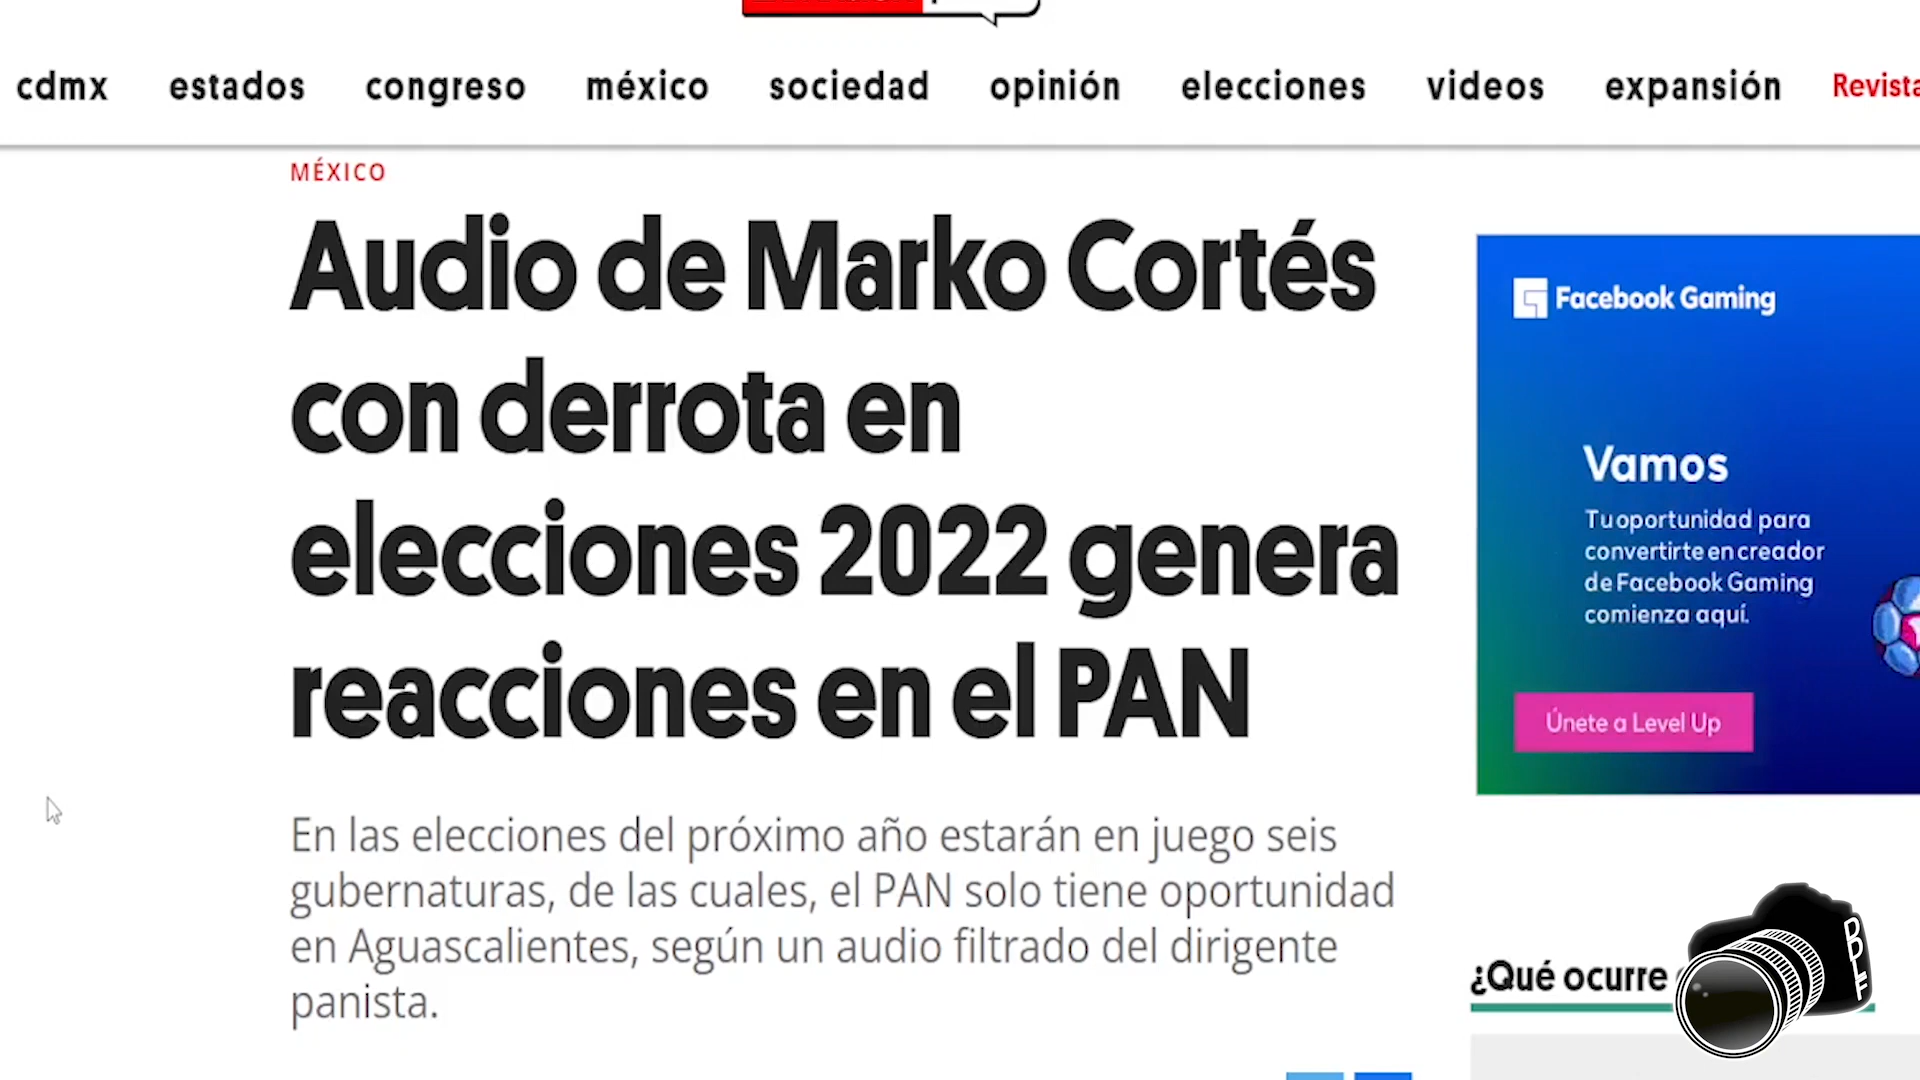 cdmx estados congreso méxico sociedad opinión elecciones videos expansión Revista
MÉXICO
Audio de Marko Cortés
con derrota en
elecciones 2022 genera
reacciones en el PAN
En las elecciones del próximo año estarán en juego seis
gubernaturas, de las cuales, el PAN solo tiene oportunidad
en Aguascalientes, según un audio filtrado del dirigente
panista.
Facebook Gaming
Vamos
Tu oportunidad para
convertirte en creador
de Facebook Gaming
comienza aquí.
Únete a Level Up
¿Qué ocurre